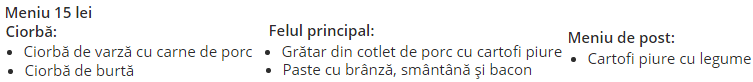 Meniu 15 lei
Ciorbă:
• Ciorbă de varză cu carne de porc
• Ciorbă de burtă
Felul principal:
• Grătar din cotlet de porc cu cartofi piure
• Paste cu brânză, smântână şi bacon
Meniu de post:
• Cartofi piure cu legume